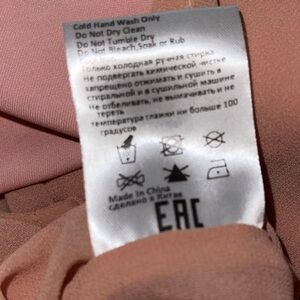 Cold Hand Wash Only
Do Not Dry Clean
Do Not Tumble Dry
Do Not Bleach Soak or Rub
Только холодная ручная стирка
Не подвергать химической чистке
запрещено отжимать и сушить в
стиральной и в сушильной машине
Не отбеливать, не вымачивать и не
тереть
температура глажки ни больше 100
градусов
Made In China
сделано в Китае
EAC